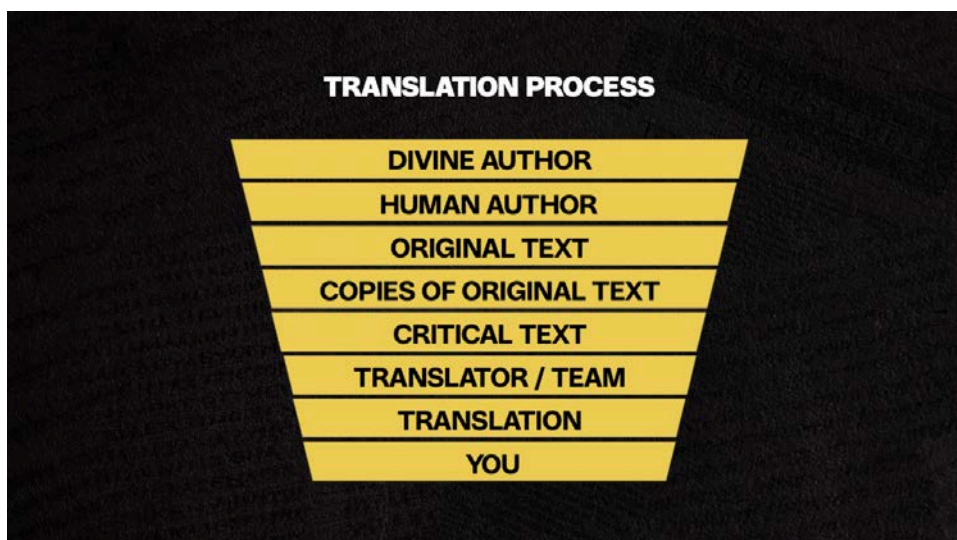 TRANSLATION PROCESS
DIVINE AUTHOR
HUMAN AUTHOR
ORIGINAL TEXT
COPIES OF ORIGINAL TEXT
CRITICAL TEXT
TRANSLATOR / TEAM
TRANSLATION
YOU